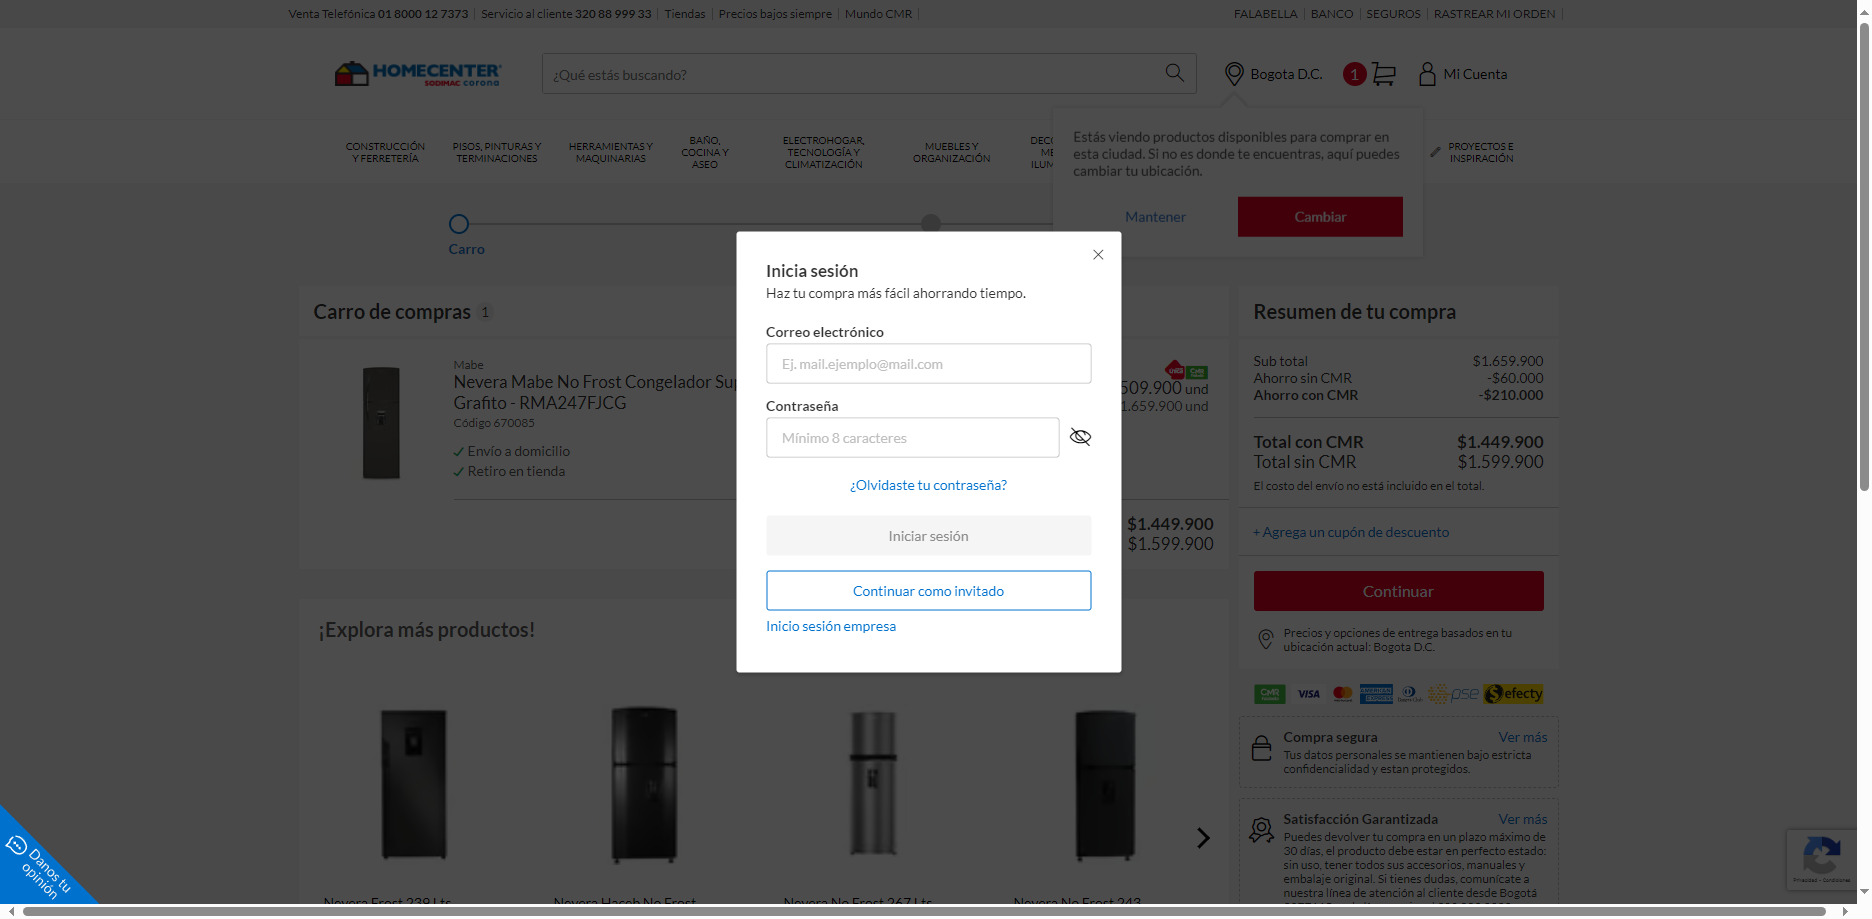 Venta Telefónica 01 8000 12 7373
Servicio al cliente 320 88 999 33
Tiendas
Precios bajos siempre
Mundo CMR
FALABELLA
BANCO
SEGUROS
RASTREAR MI ORDEN
HOMECENTER
SODIMAC corona
¿Qué estás buscando?
Bogota D.C.
1
Mi Cuenta
CONSTRUCCIÓN
Y FERRETERÍA
PISOS, PINTURAS Y
TERMINACIONES
HERRAMIENTAS Y
MAQUINARIAS
BAÑO,
COCINA Y
ASEO
ELECTROHOGAR,
TECNOLOGÍA Y
CLIMATIZACIÓN
MUEBLES Y
ORGANIZACIÓN
PROYECTOS E
INSPIRACIÓN
Estás viendo productos disponibles para comprar en
esta ciudad. Si no es donde te encuentras, aquí puedes
cambiar tu ubicación.
Mantener
Cambiar
Carro
Inicia sesión
Haz tu compra más fácil ahorrando tiempo.
Correo electrónico
Ej. mail.ejemplo@mail.com
Contraseña
Mínimo 8 caracteres
¿Olvidaste tu contraseña?
Iniciar sesión
Continuar como invitado
Inicio sesión empresa
Carro de compras 1
Mabe
Nevera Mabe No Frost Congelador Su
Grafito - RMA247FJCG
Código 670085
Envío a domicilio
Retiro en tienda
509.900 und
1.659.900 und
$1.449.900
$1.599.900
Resumen de tu compra
Sub total $1.659.900
Ahorro sin CMR -$60.000
Ahorro con CMR -$210.000
Total con CMR $1.449.900
Total sin CMR $1.599.900
El costo del envío no está incluido en el total.
+ Agrega un cupón de descuento
Continuar
Precios y opciones de entrega basados en tu
ubicación actual: Bogota D.C.
CMR
VISA
AMERICAN EXPRESS
pse
efecty
Compra segura Ver más
Tus datos personales se mantienen bajo estricta
confidencialidad y estan protegidos.
Satisfacción Garantizada Ver más
Puedes devolver tu compra en un plazo máximo de
30 días, el producto debe estar en perfecto estado:
sin uso, tener todos sus accesorios, manuales y
embalaje original. Si tienes dudas, comunícate a
nuestra línea de atención al cliente desde Bogotá
¡Explora más productos!
Nevera Frost 239 Lts
Nevera Haceb No Frost
Nevera No Frost 267 Lts
Nevera No Frost 243
Danos tu
opinión
Privacidad - Condiciones